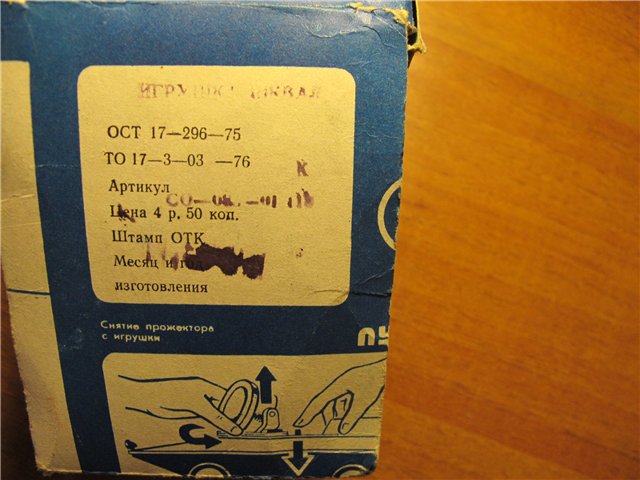 ОСТ 17—296—75
ТО 17—3—03 —76
К
Артикул
Цена 4 р. 50 коп.
Штамп ОТК
Месяц и год
изготовления
Снятие прожектора
с игрушки